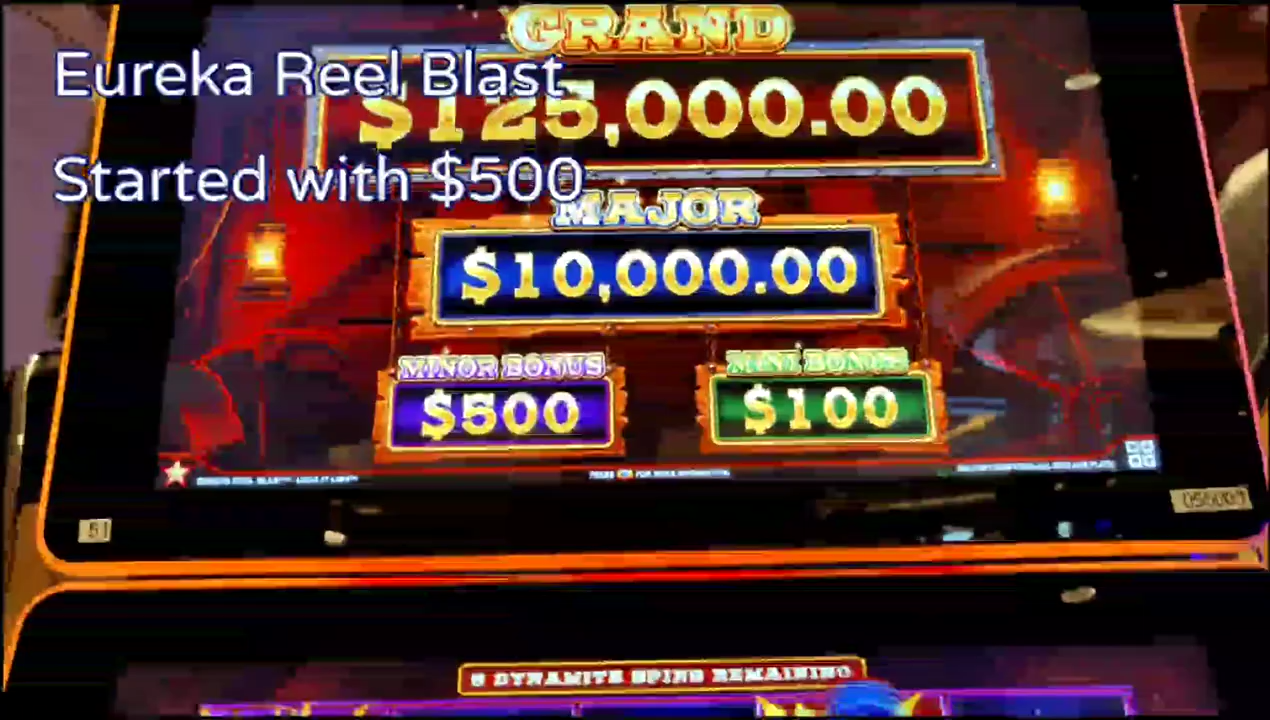 GRAND
Eureka Reel Blast
$125,000.00
Started with $500
MAJOR
$10,000.00
MINOR BONUS
MINI BONUS
$500
$100
51
DYNAMITE SPINS REMAINING